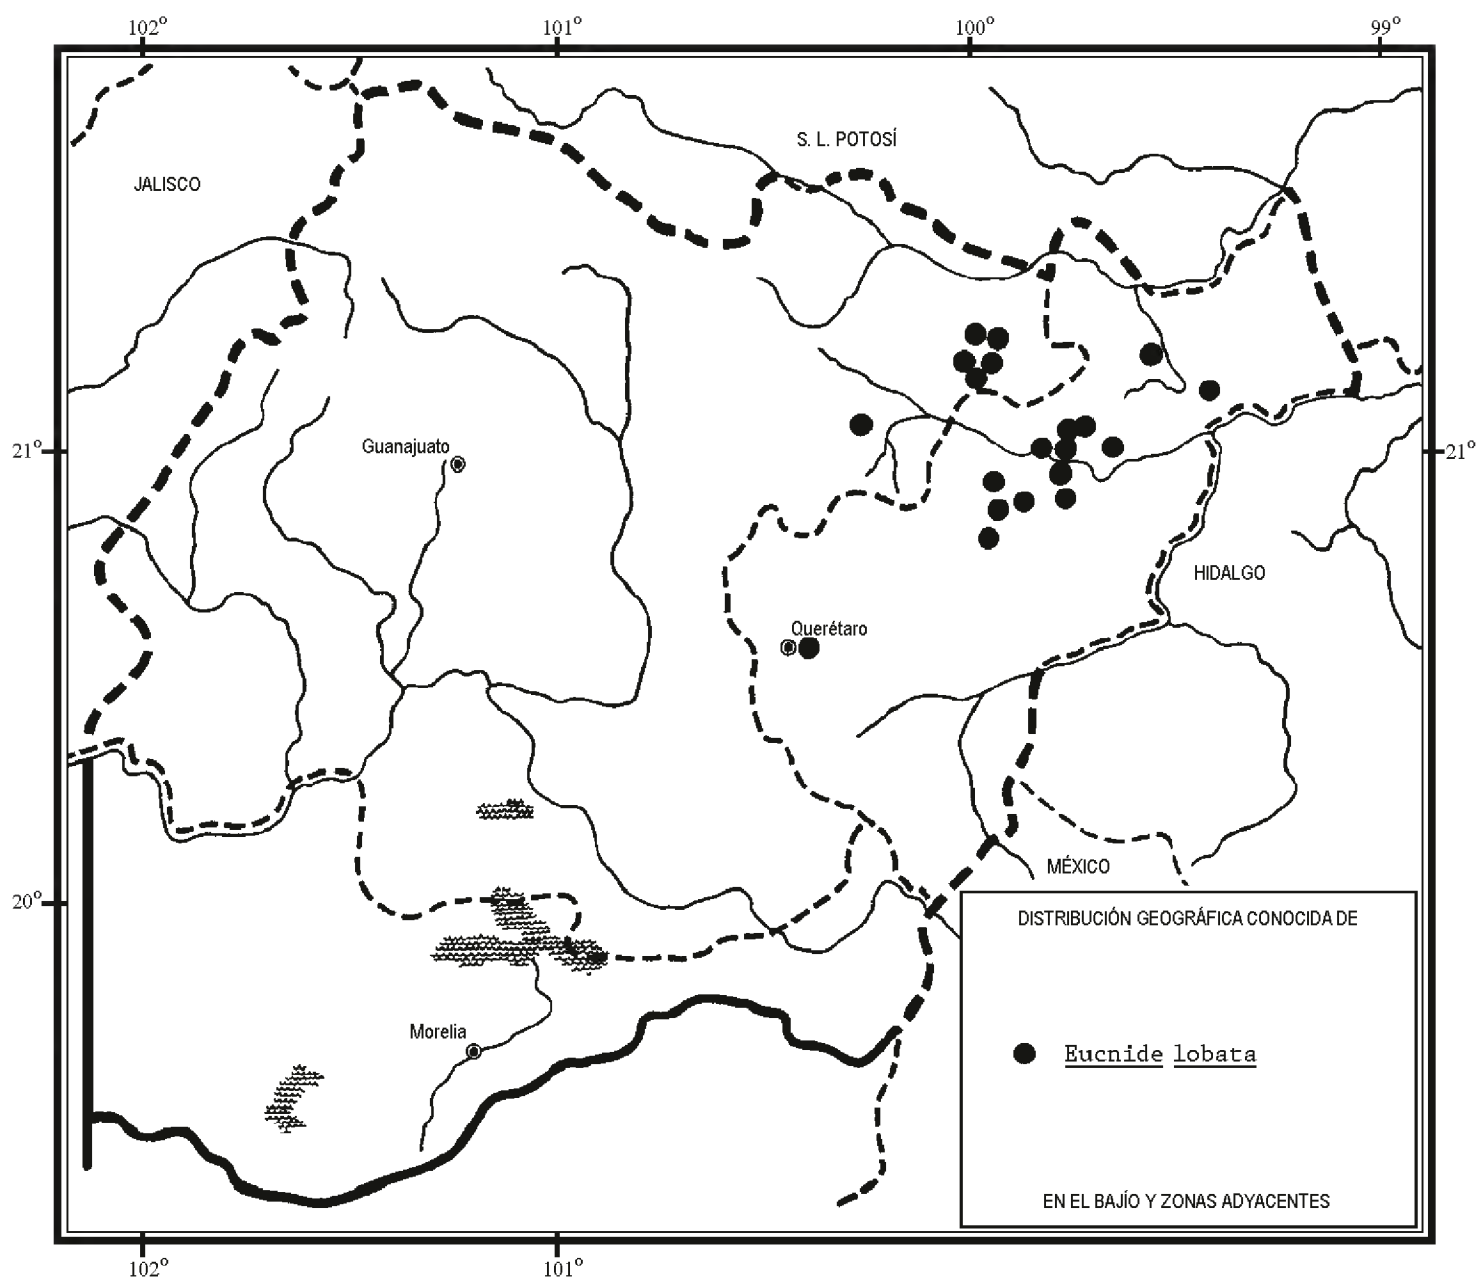 102° 101° 100° 99°
S. L. POTOSÍ
JALISCO
Guanajuato
21° 21°
HIDALGO
Querétaro
MÉXICO
20°
DISTRIBUCIÓN GEOGRÁFICA CONOCIDA DE
Morelia
Eucnide lobata
EN EL BAJÍO Y ZONAS ADYACENTES
102° 101°